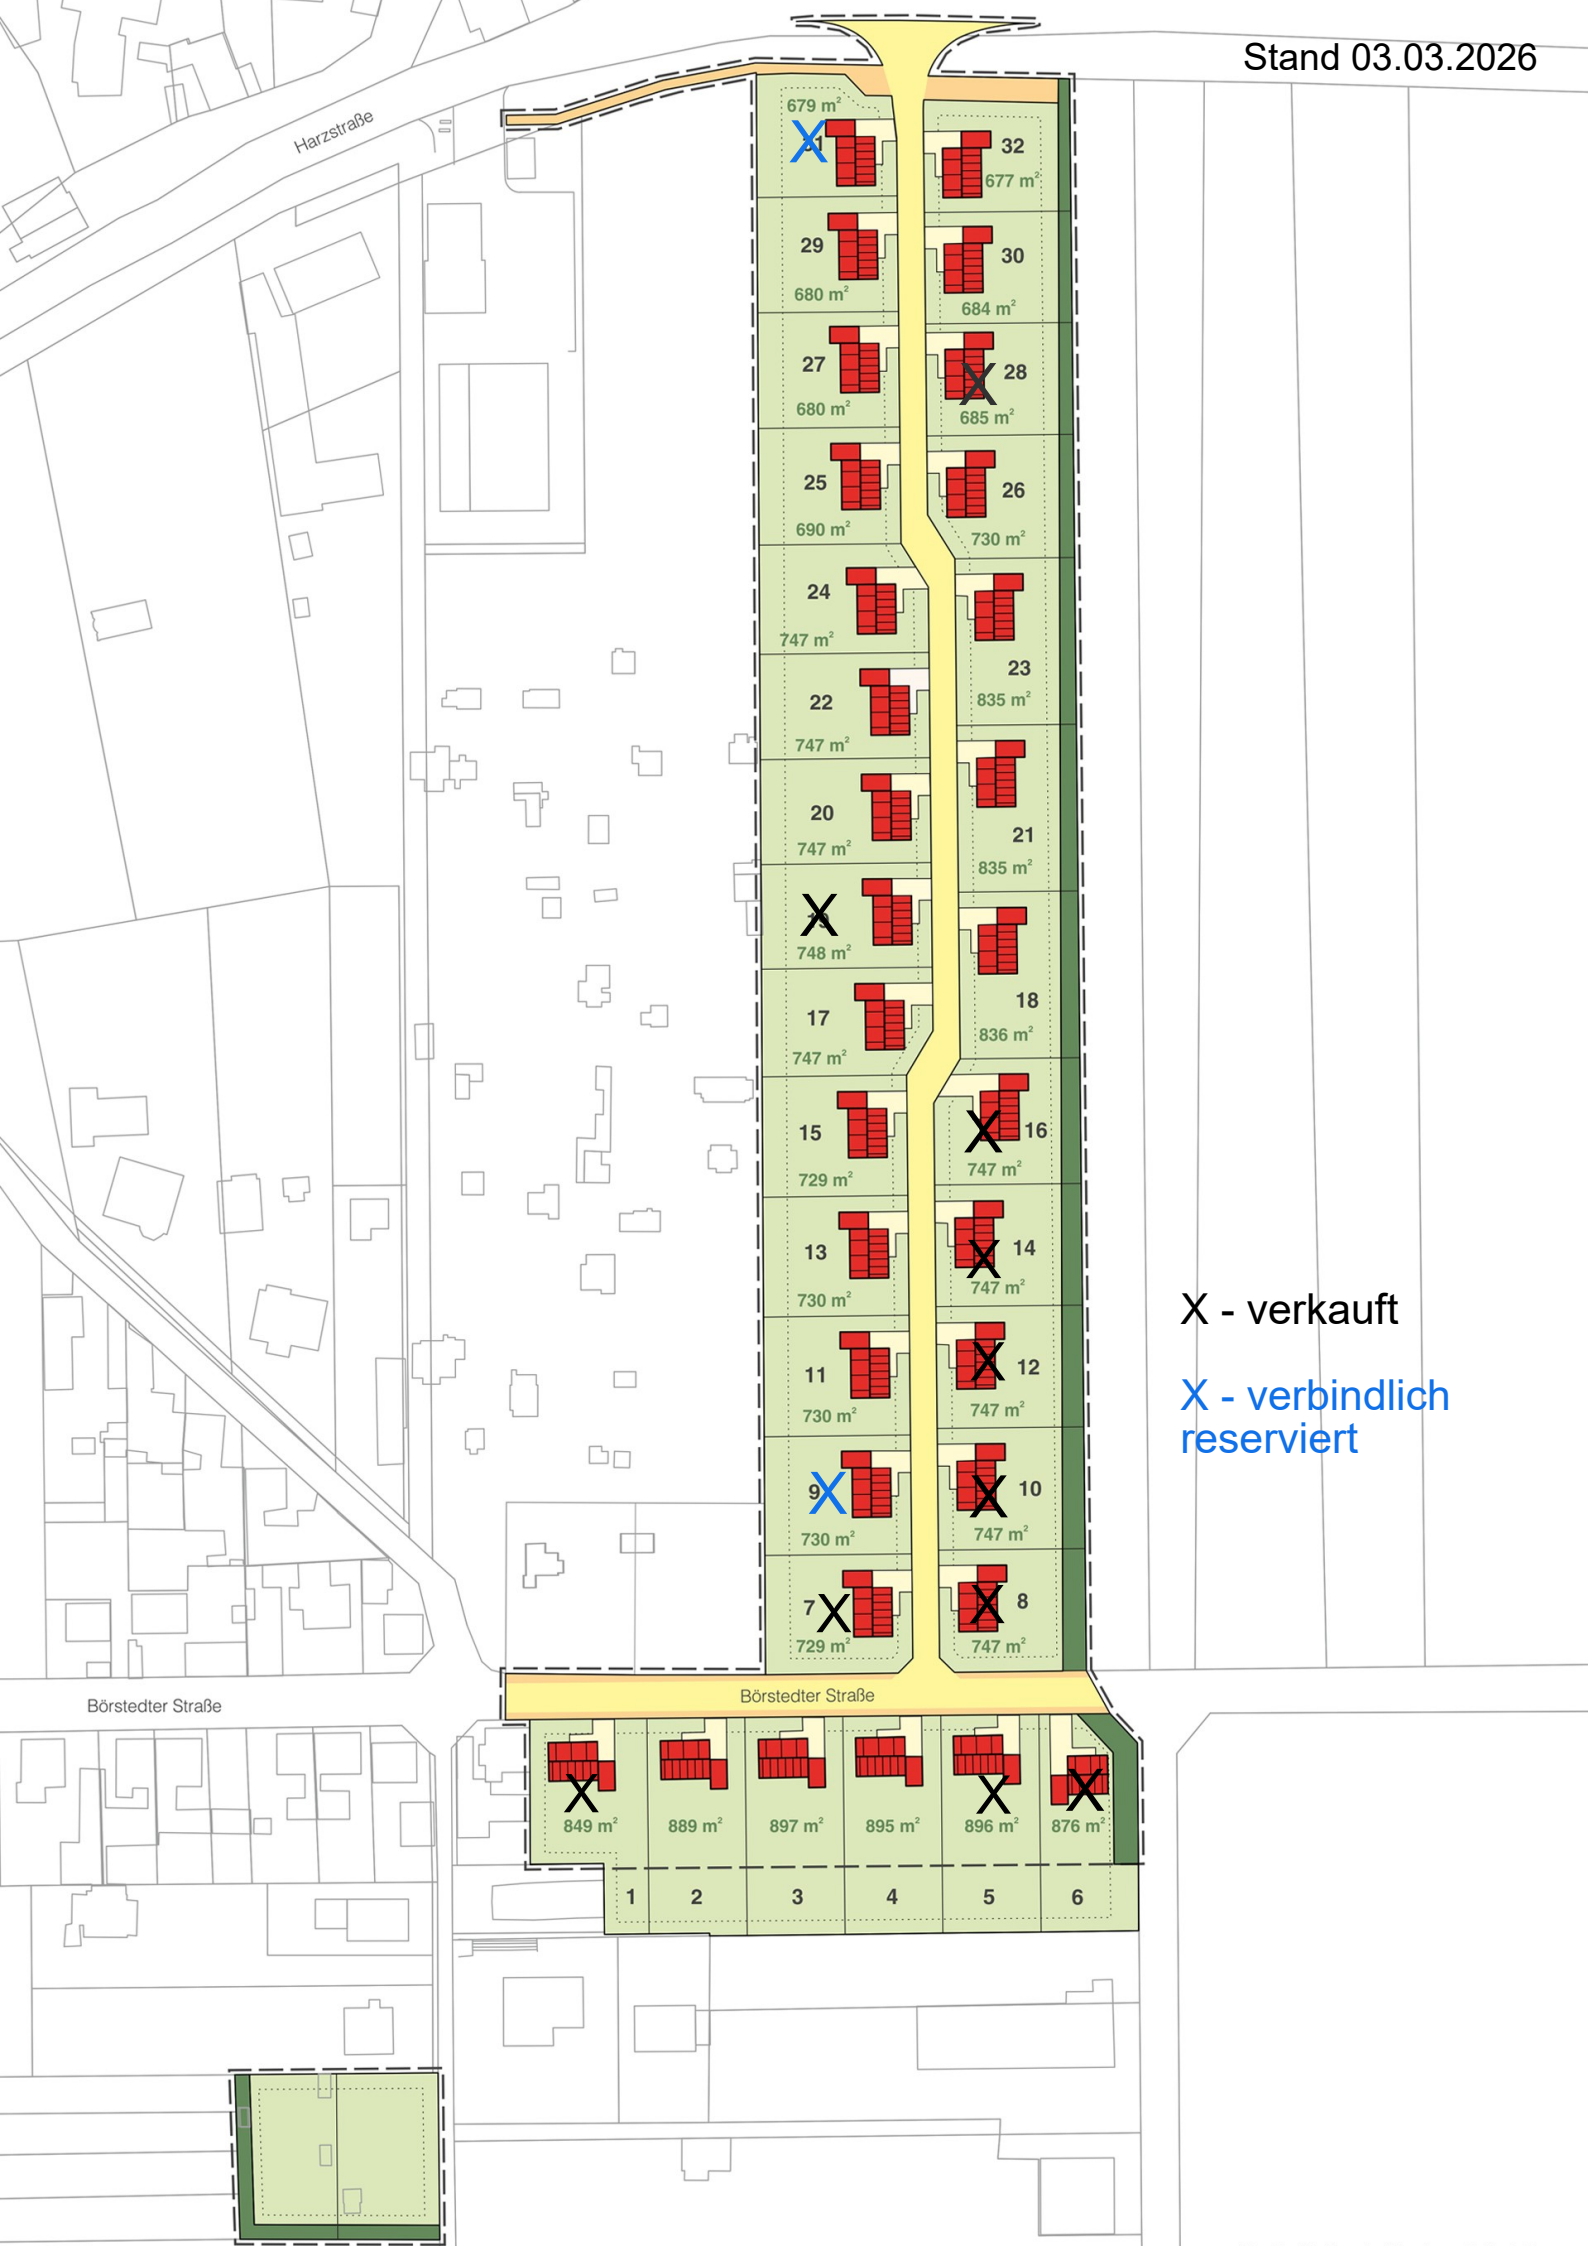 Stand 03.03.2026
Harzstraße
679 m²
31
32
677 m²
29
680 m²
30
684 m²
27
680 m²
28
685 m²
25
690 m²
26
730 m²
24
747 m²
23
835 m²
22
747 m²
20
747 m²
21
835 m²
19
748 m²
18
836 m²
17
747 m²
16
747 m²
15
729 m²
14
747 m²
13
730 m²
X - verkauft
12
747 m²
11
730 m²
X - verbindlich
reserviert
10
747 m²
9
730 m²
8
747 m²
7
729 m²
Börstedter Straße
Börstedter Straße
849 m²
889 m²
897 m²
895 m²
896 m²
876 m²
1
2
3
4
5
6